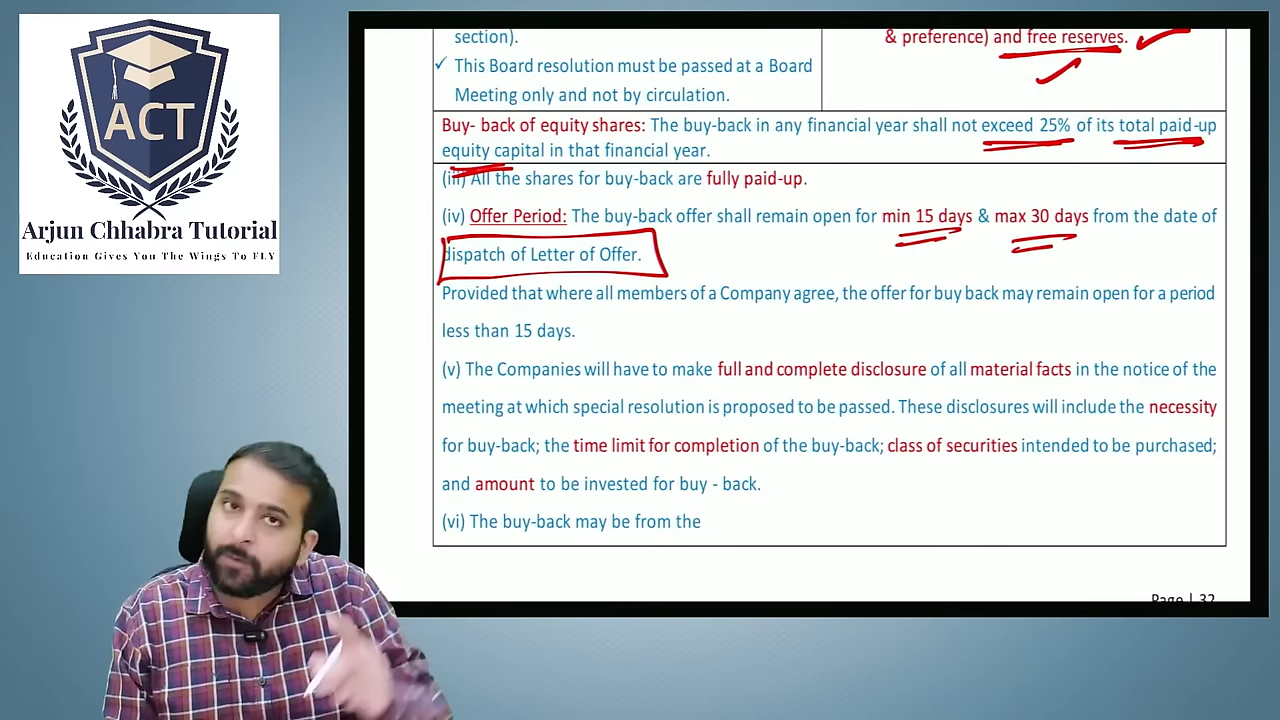 ACT
Arjun Chhabra Tutorial
Education Gives You The Wings To FLY
section).
✓ This Board resolution must be passed at a Board
Meeting only and not by circulation.
& preference) and free reserves.
Buy- back of equity shares: The buy-back in any financial year shall not exceed 25% of its total paid-up
equity capital in that financial year.
(iii) All the shares for buy-back are fully paid-up.
(iv) Offer Period: The buy-back offer shall remain open for min 15 days & max 30 days from the date of
dispatch of Letter of Offer.
Provided that where all members of a Company agree, the offer for buy back may remain open for a period
less than 15 days.
(v) The Companies will have to make full and complete disclosure of all material facts in the notice of the
meeting at which special resolution is proposed to be passed. These disclosures will include the necessity
for buy-back; the time limit for completion of the buy-back; class of securities intended to be purchased;
and amount to be invested for buy - back.
(vi) The buy-back may be from the
Page | 32